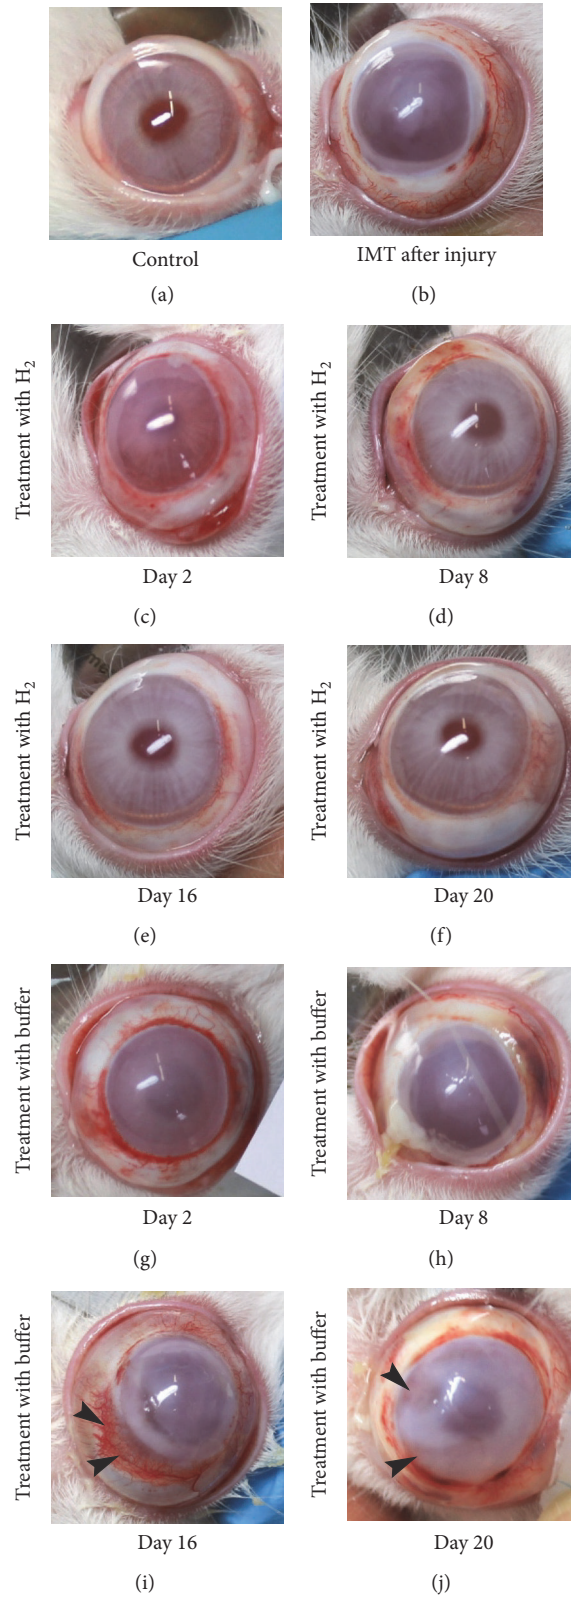 Control
IMT after injury
(a)
(b)
Treatment with H2
Treatment with H2
Day 2
Day 8
(c)
(d)
Treatment with H2
Treatment with H2
Day 16
Day 20
(e)
(f)
Treatment with buffer
Treatment with buffer
Day 2
Day 8
(g)
(h)
Treatment with buffer
Treatment with buffer
Day 16
Day 20
(i)
(j)